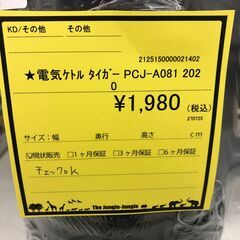 KD/その他
その他
2125150000021402
★電気ケトル タイガー PCJ-A081 202
0
¥1,980 (税込)
270725
サイズ：幅 奥行 高さ cm
☑現状販売 □1ヶ月保証 □3ヶ月保証 □6ヶ月保証
チェックOK
The Jungle-Jungle